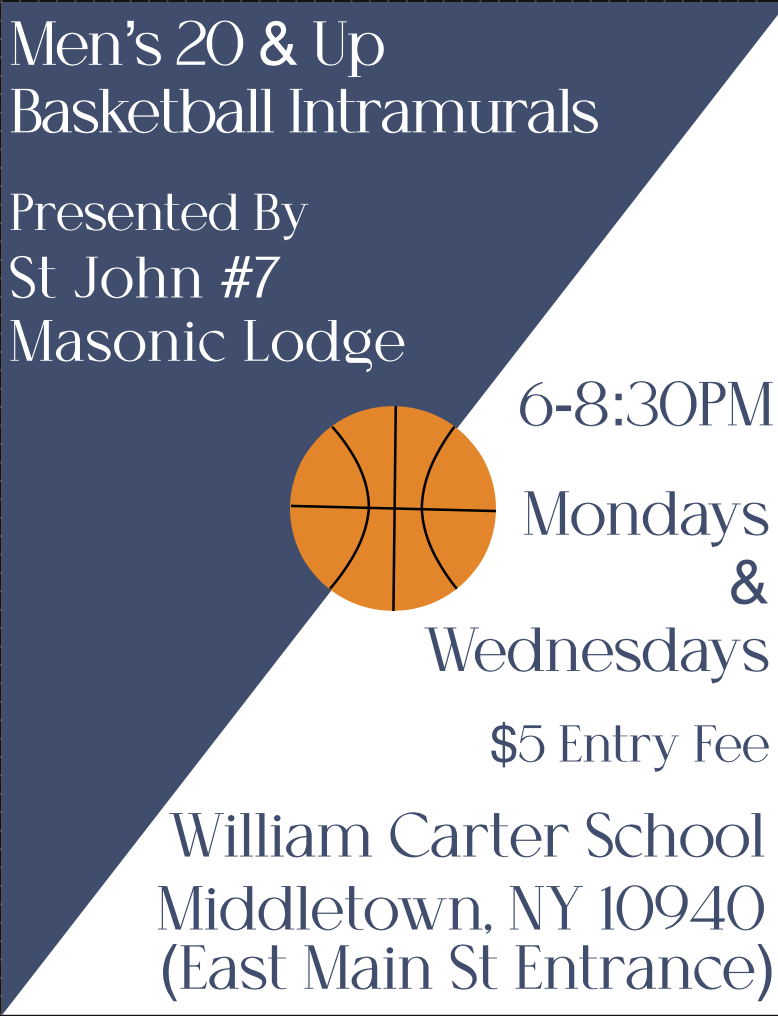 Men's 20 & Up
Basketball Intramurals
Presented By
St John #7
Masonic Lodge
6-8:30PM
Mondays
&
Wednesdays
$5 Entry Fee
William Carter School
Middletown, NY 10940
(East Main St Entrance)